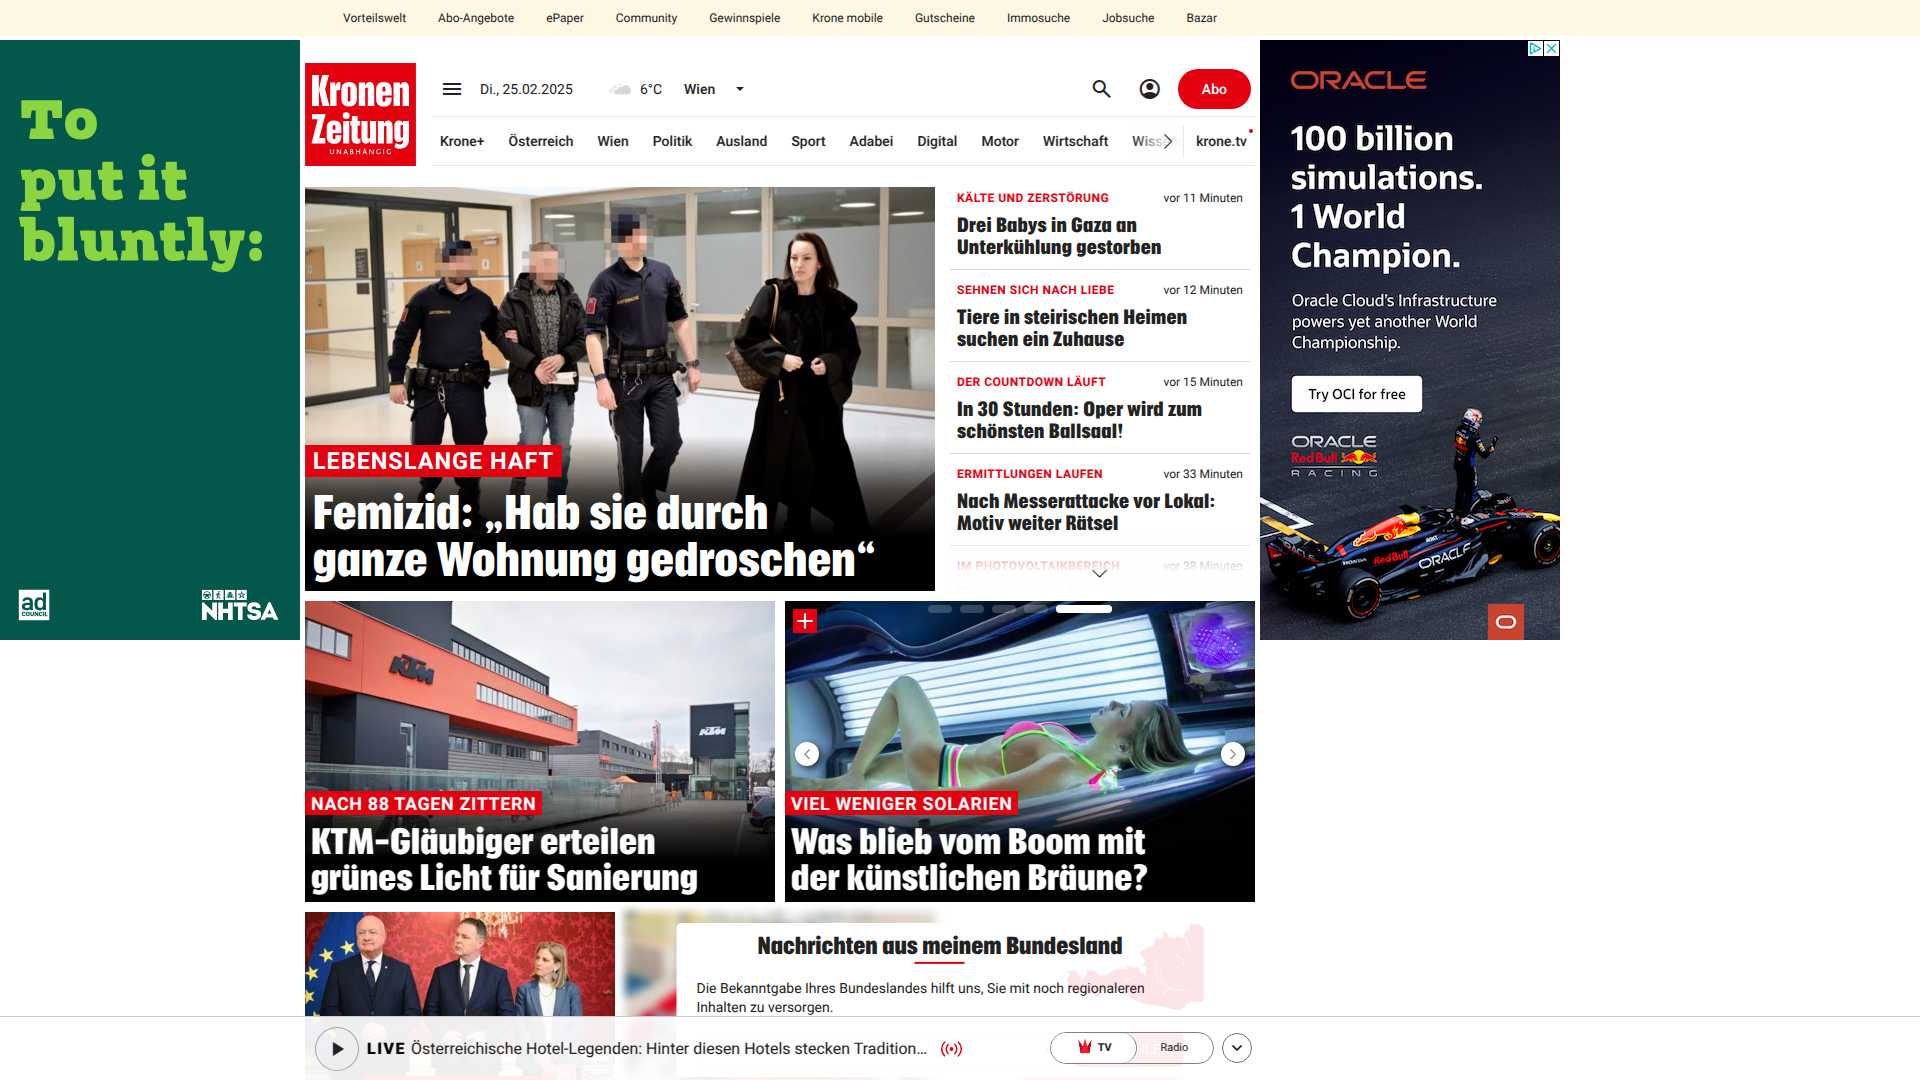 Vorteilswelt Abo-Angebote ePaper Community Gewinnspiele Krone mobile Gutscheine Immosuche Jobsuche Bazar
To
put it
bluntly:
ad
COUNCIL
NHTSA
Kronen
Zeitung
UNABHÄNGIG
Di., 25.02.2025 6°C Wien Abo
Krone+ Österreich Wien Politik Ausland Sport Adabei Digital Motor Wirtschaft krone.tv
LEBENSLANGE HAFT
Femizid: „Hab sie durch
ganze Wohnung gedroschen“
KÄLTE UND ZERSTÖRUNG vor 11 Minuten
Drei Babys in Gaza an
Unterkühlung gestorben
SEHNEN SICH NACH LIEBE vor 12 Minuten
Tiere in steirischen Heimen
suchen ein Zuhause
DER COUNTDOWN LÄUFT vor 15 Minuten
In 30 Stunden: Oper wird zum
schönsten Ballsaal!
ERMITTLUNGEN LAUFEN vor 33 Minuten
Nach Messerattacke vor Lokal:
Motiv weiter Rätsel
IM PHOTOVOLTAIKBEREICH vor 38 Minuten
ORACLE
100 billion
simulations.
1 World
Champion.
Oracle Cloud's Infrastructure
powers yet another World
Championship.
Try OCI for free
ORACLE
Red Bull
RACING
Red Bull
ORACLE
KTM
KTM
NACH 88 TAGEN ZITTERN
KTM-Gläubiger erteilen
grünes Licht für Sanierung
VIEL WENIGER SOLARIEN
Was blieb vom Boom mit
der künstlichen Bräune?
Nachrichten aus meinem Bundesland
Die Bekanntgabe Ihres Bundeslandes hilft uns, Sie mit noch regionaleren
Inhalten zu versorgen.
LIVE Österreichische Hotel-Legenden: Hinter diesen Hotels stecken Tradition... TV Radio